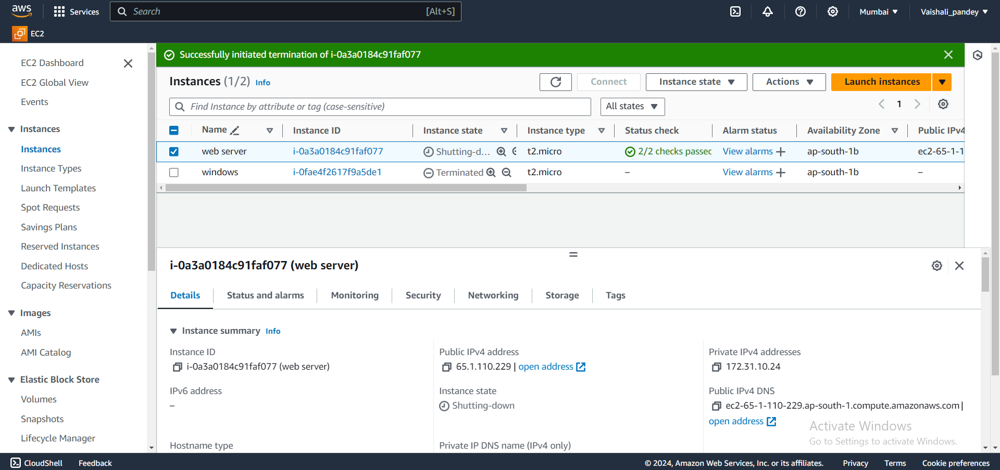 aws Services Search [Alt+S] Mumbai Vaishali_pandey
EC2
EC2 Dashboard
EC2 Global View
Events
Instances
Instances
Instance Types
Launch Templates
Spot Requests
Savings Plans
Reserved Instances
Dedicated Hosts
Capacity Reservations
Images
AMIs
AMI Catalog
Elastic Block Store
Volumes
Snapshots
Lifecycle Manager
Successfully initiated termination of i-0a3a0184c91faf077
Instances (1/2) Info Connect Instance state Actions Launch instances
Find Instance by attribute or tag (case-sensitive) All states 1
Name Instance ID Instance state Instance type Status check Alarm status Availability Zone Public IPv4
web server i-0a3a0184c91faf077 Shutting-d... t2.micro 2/2 checks passec View alarms + ap-south-1b ec2-65-1-1
windows i-0fae4f2617f9a5de1 Terminated t2.micro – View alarms + ap-south-1b –
i-0a3a0184c91faf077 (web server)
Details Status and alarms Monitoring Security Networking Storage Tags
Instance summary Info
Instance ID
i-0a3a0184c91faf077 (web server)
Public IPv4 address
65.1.110.229 | open address
Private IPv4 addresses
172.31.10.24
IPv6 address
–
Instance state
Shutting-down
Public IPv4 DNS
ec2-65-1-110-229.ap-south-1.compute.amazonaws.com |
open address
Hostname type
Private IP DNS name (IPv4 only)
Activate Windows
Go to Settings to activate Windows.
CloudShell Feedback © 2024, Amazon Web Services, Inc. or its affiliates. Privacy Terms Cookie preferences